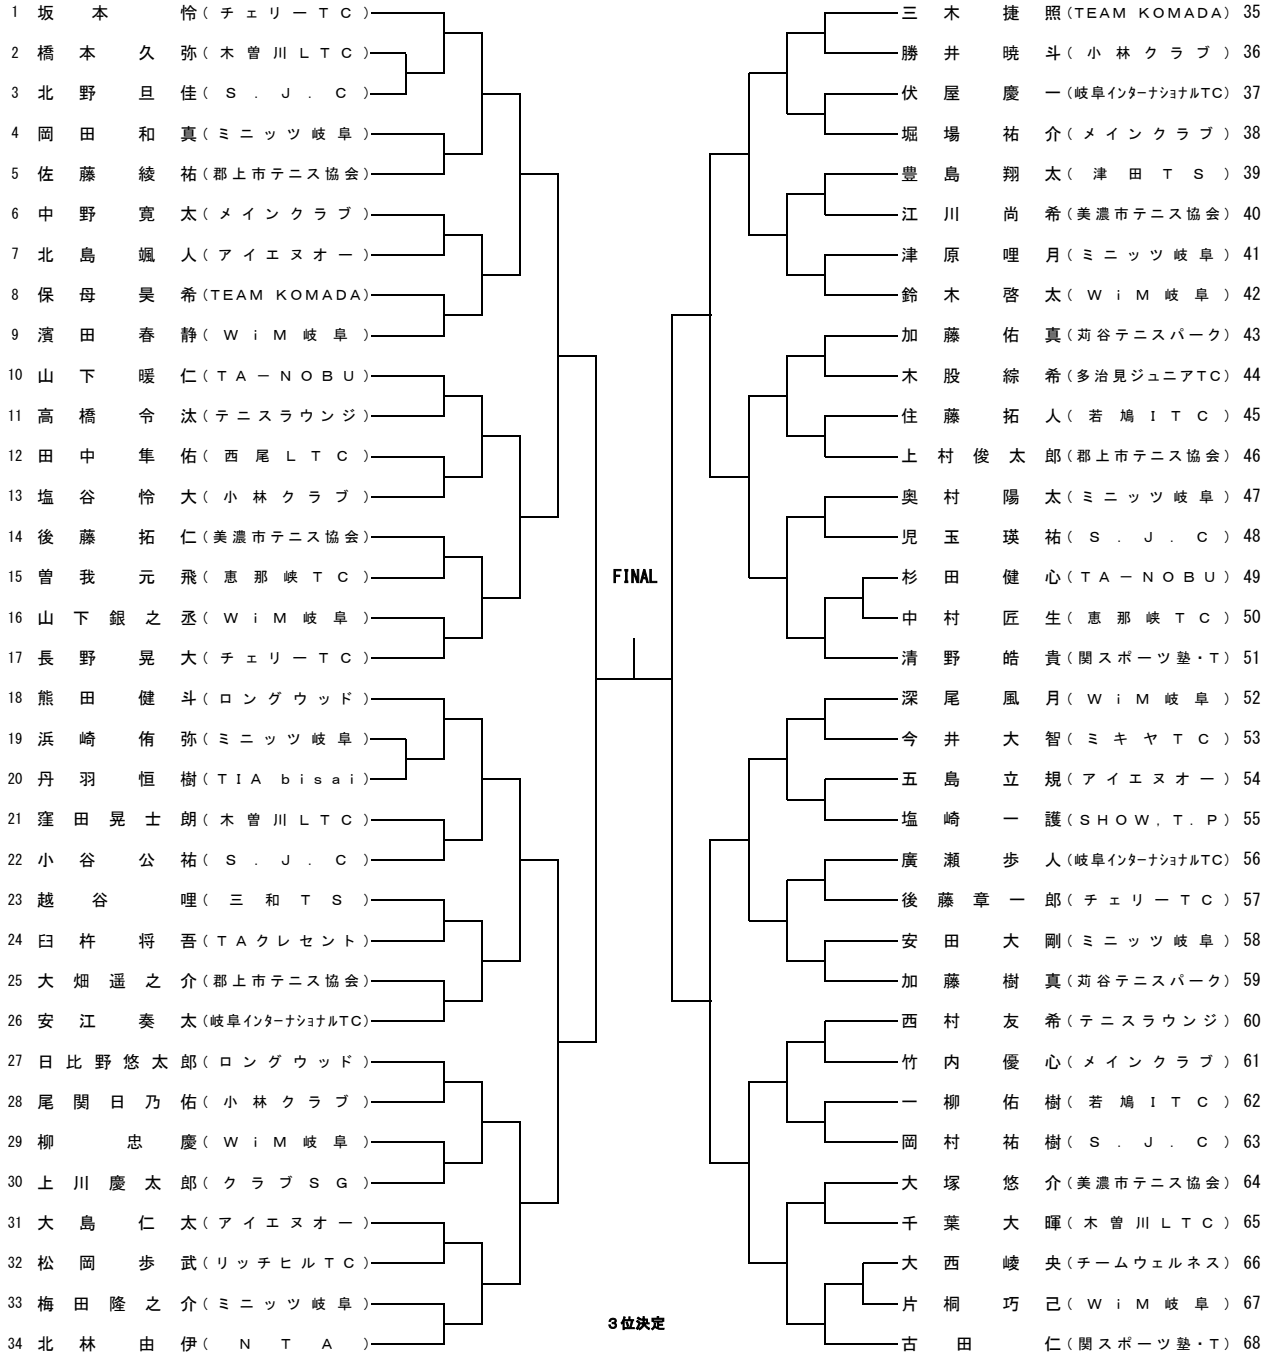 1 坂本 怜(チェリーTC)
2 橋本久弥(木曽川LTC)
3 北野旦佳(S.J.C)
4 岡田和真(ミニッツ岐阜)
5 佐藤綾祐(郡上市テニス協会)
6 中野寛太(メインクラブ)
7 北島颯人(アイエヌオー)
8 保母昊希(TEAM KOMADA)
9 濱田春静(WiM岐阜)
10 山下暖仁(TA-NOBU)
11 高橋令汰(テニスラウンジ)
12 田中隼佑(西尾LTC)
13 塩谷怜大(小林クラブ)
14 後藤拓仁(美濃市テニス協会)
15 曽我元飛(恵那峡TC)
16 山下銀之丞(WiM岐阜)
17 長野晃大(チェリーTC)
18 熊田健斗(ロングウッド)
19 浜崎侑弥(ミニッツ岐阜)
20 丹羽恒樹(TIA bisai)
21 窪田晃士朗(木曽川LTC)
22 小谷公祐(S.J.C)
23 越谷 哩(三和TS)
24 臼杵将吾(TAクレセント)
25 大畑遥之介(郡上市テニス協会)
26 安江奏太(岐阜インターナショナルTC)
27 日比野悠太郎(ロングウッド)
28 尾関日乃佑(小林クラブ)
29 柳 忠慶(WiM岐阜)
30 上川慶太郎(クラブSG)
31 大島仁太(アイエヌオー)
32 松岡歩武(リッチヒルTC)
33 梅田隆之介(ミニッツ岐阜)
34 北林由伊(NTA)
FINAL
3位決定
三木捷照(TEAM KOMADA) 35
勝井暁斗(小林クラブ) 36
伏屋慶一(岐阜インターナショナルTC) 37
堀場祐介(メインクラブ) 38
豊島翔太(津田TS) 39
江川尚希(美濃市テニス協会) 40
津原哩月(ミニッツ岐阜) 41
鈴木啓太(WiM岐阜) 42
加藤佑真(苅谷テニスパーク) 43
木股綜希(多治見ジュニアTC) 44
住藤拓人(若鳩ITC) 45
上村俊太郎(郡上市テニス協会) 46
奥村陽太(ミニッツ岐阜) 47
児玉瑛祐(S.J.C) 48
杉田健心(TA-NOBU) 49
中村匠生(恵那峡TC) 50
清野皓貴(関スポーツ塾・T) 51
深尾風月(WiM岐阜) 52
今井大智(ミキヤTC) 53
五島立規(アイエヌオー) 54
塩崎一護(SHOW,T.P) 55
廣瀬歩人(岐阜インターナショナルTC) 56
後藤章一郎(チェリーTC) 57
安田大剛(ミニッツ岐阜) 58
加藤樹真(苅谷テニスパーク) 59
西村友希(テニスラウンジ) 60
竹内優心(メインクラブ) 61
一柳佑樹(若鳩ITC) 62
岡村祐樹(S.J.C) 63
大塚悠介(美濃市テニス協会) 64
千葉大暉(木曽川LTC) 65
大西崚央(チームウェルネス) 66
片桐巧己(WiM岐阜) 67
古田 仁(関スポーツ塾・T) 68